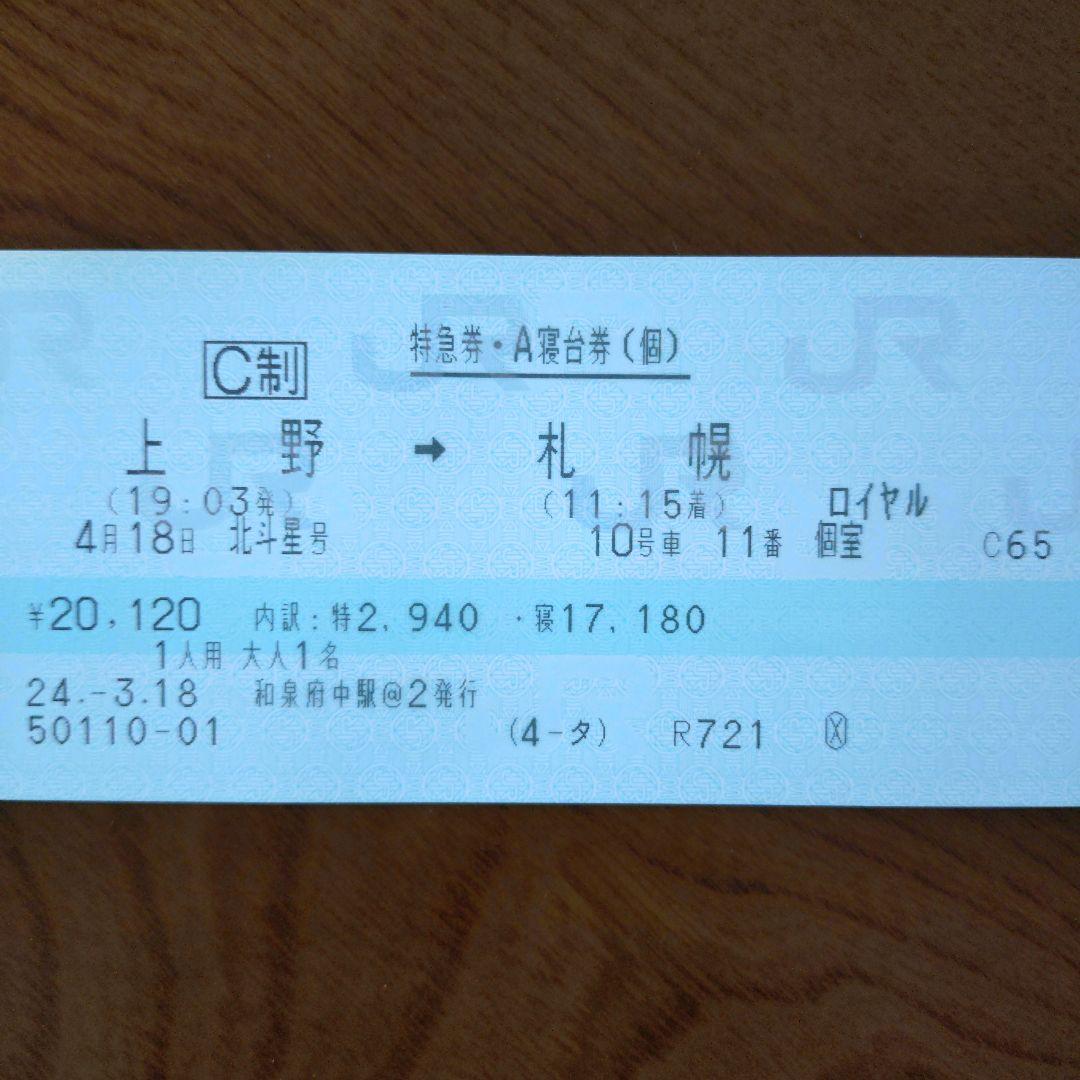 特急券・A寝台券(個)
C制
上野 ➡ 札幌
(19:03発) (11:15着) ロイヤル
4月18日 北斗星号 10号車 11番 個室 C65
¥20,120 内訳:特2,940 ・寝17,180
1人用 大人1名
24.-3.18 和泉府中駅@2発行
50110-01 (4-タ) R721 Ⓧ